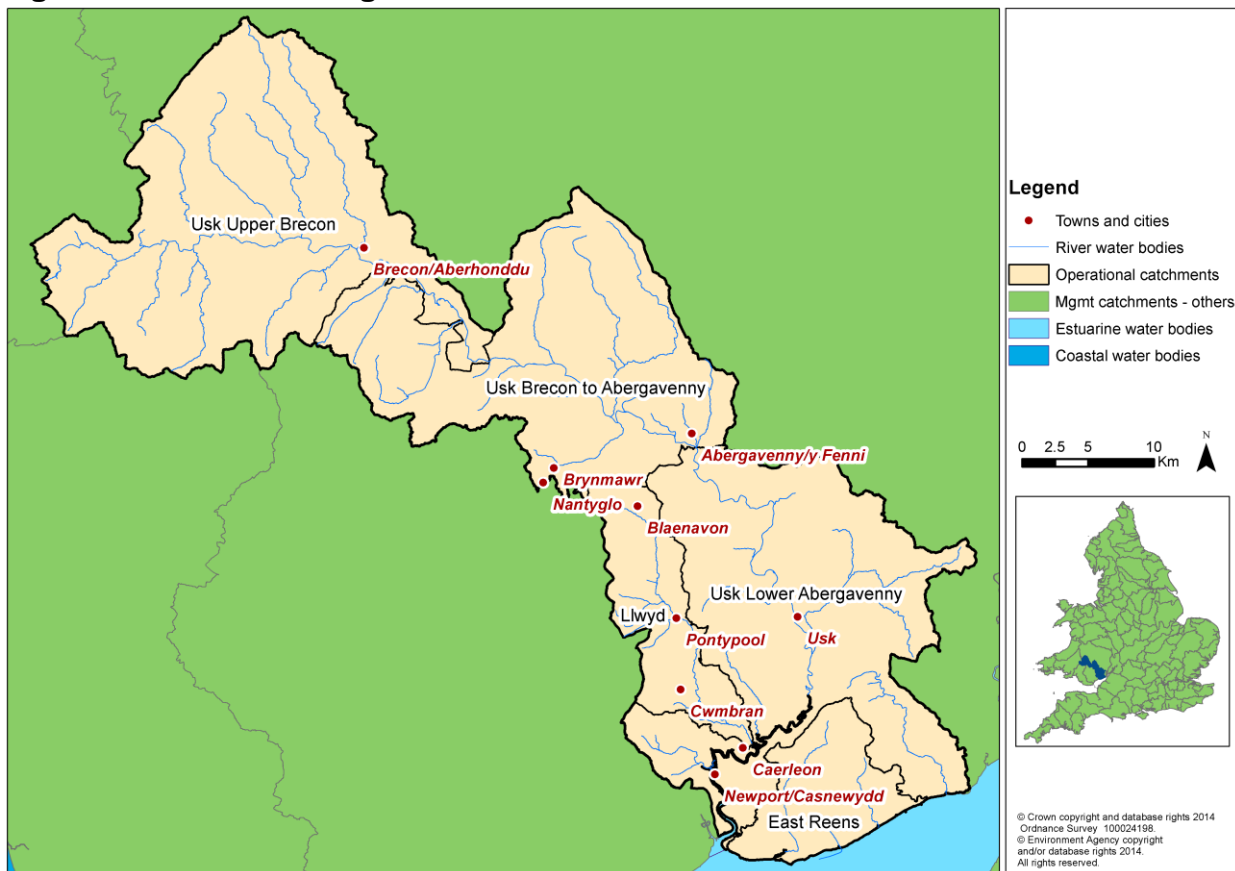 Usk Upper Brecon
Brecon/Aberhonddu
Usk Brecon to Abergavenny
Abergavenny/y Fenni
Brynmawr
Nantyglo
Blaenavon
Usk Lower Abergavenny
Llwyd
Pontypool
Usk
Cwmbran
Caerleon
Newport/Casnewydd
East Reens
Legend
Towns and cities
River water bodies
Operational catchments
Mgmt catchments - others
Estuarine water bodies
Coastal water bodies
0 2.5 5 10
Km
N
© Crown copyright and database rights 2014
Ordnance Survey 100024198.
© Environment Agency copyright
and/or database rights 2014.
All rights reserved.